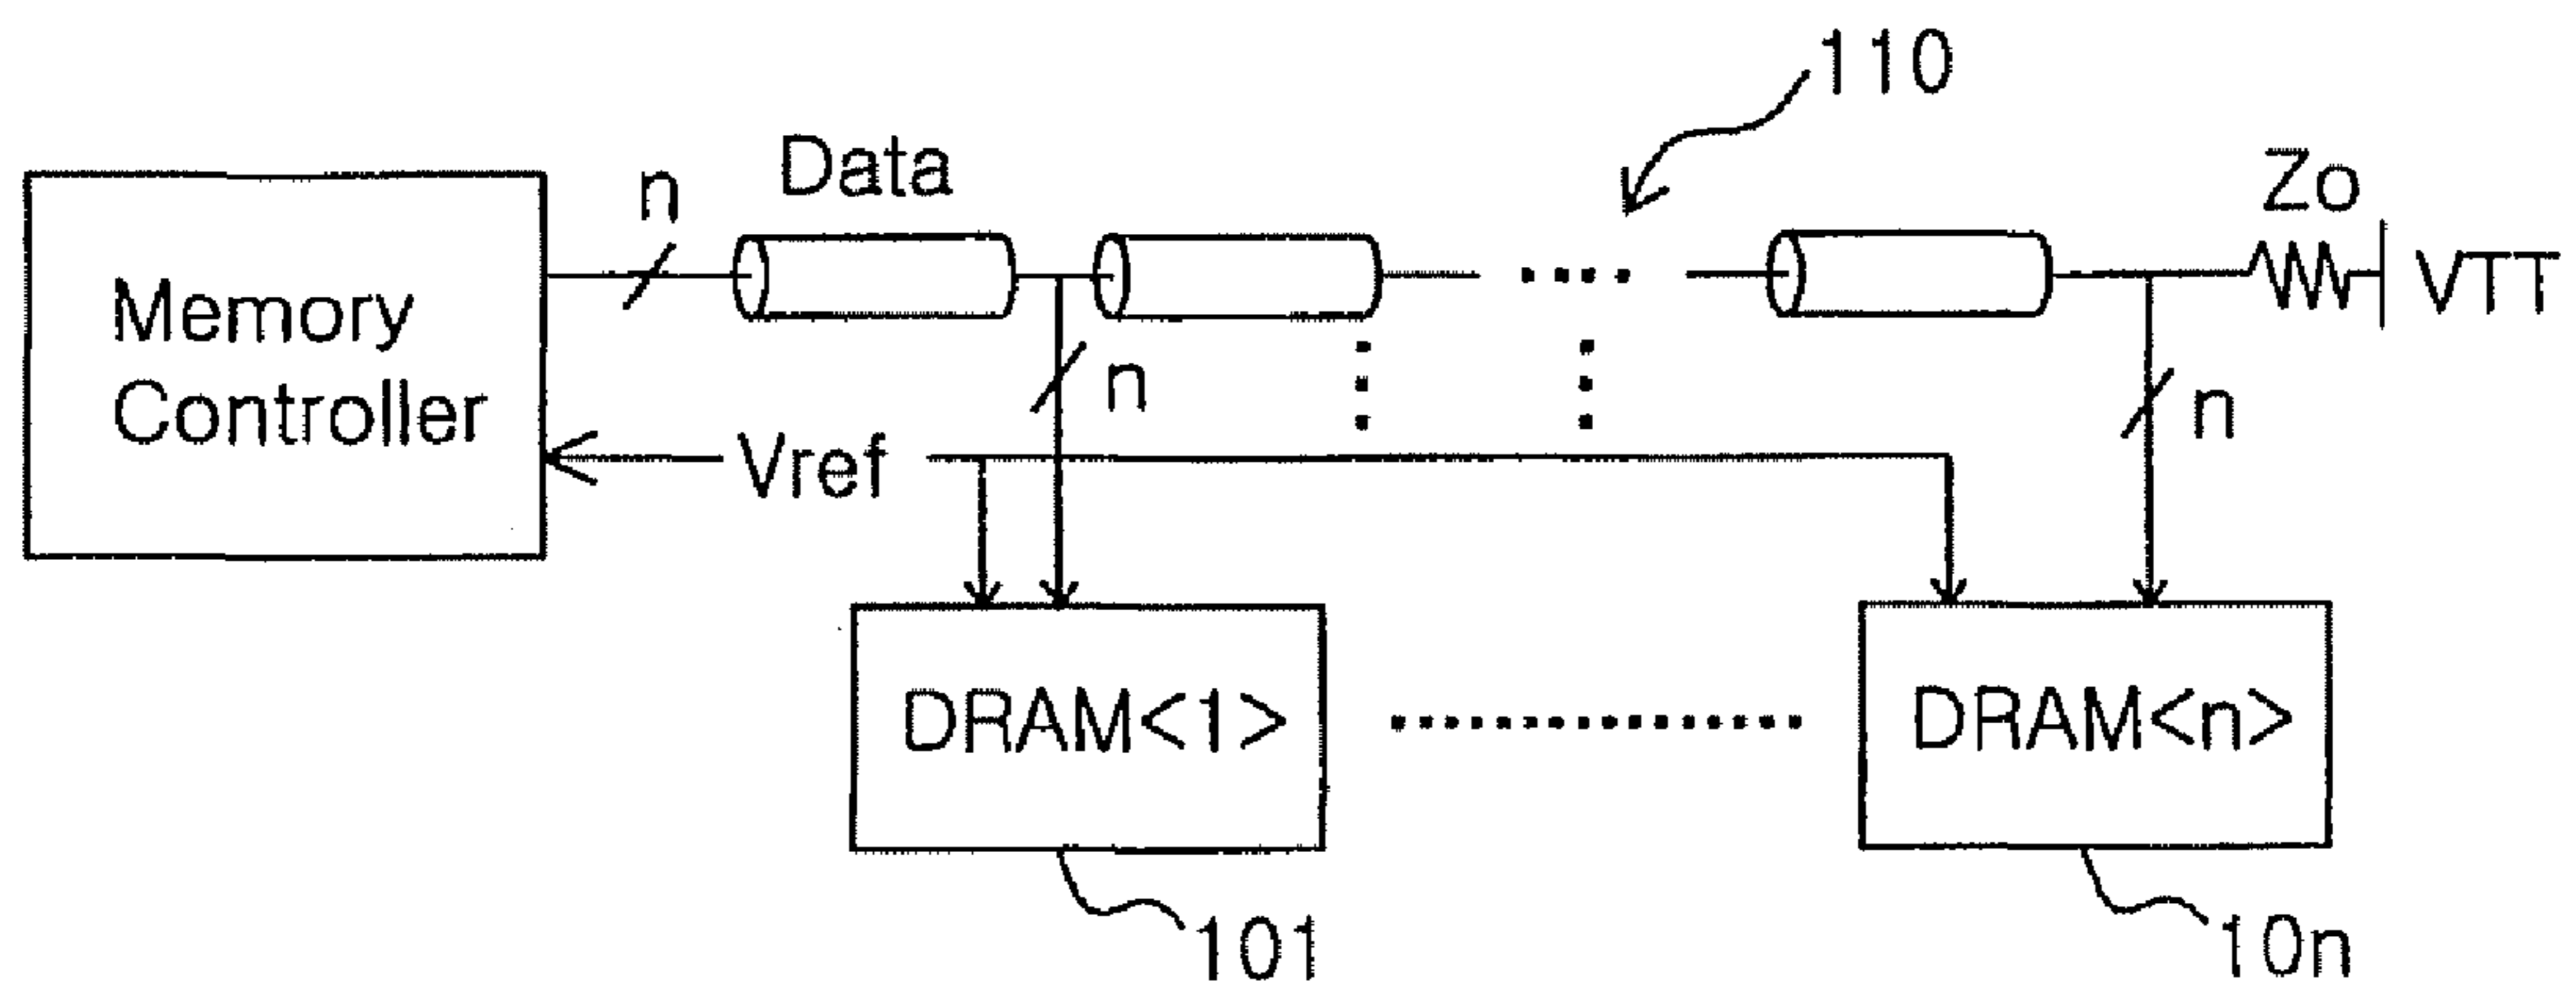 110
Data
n
Zo
VTT
Memory
Controller
n
n
Vref
DRAM<1>
DRAM<n>
101
10n